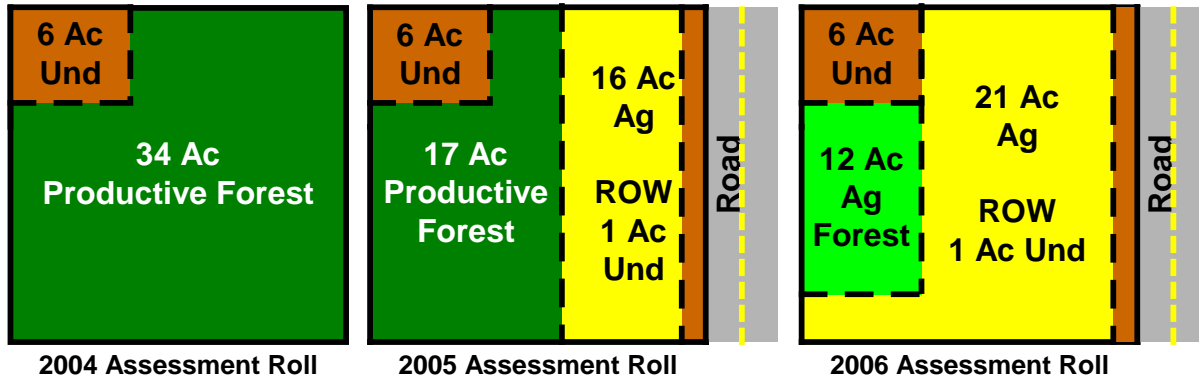 6 Ac
Und
34 Ac
Productive Forest
2004 Assessment Roll
6 Ac
Und
17 Ac
Productive
Forest
16 Ac
Ag
ROW
1 Ac
Und
Road
2005 Assessment Roll
6 Ac
Und
12 Ac
Ag
Forest
21 Ac
Ag
ROW
1 Ac Und
Road
2006 Assessment Roll